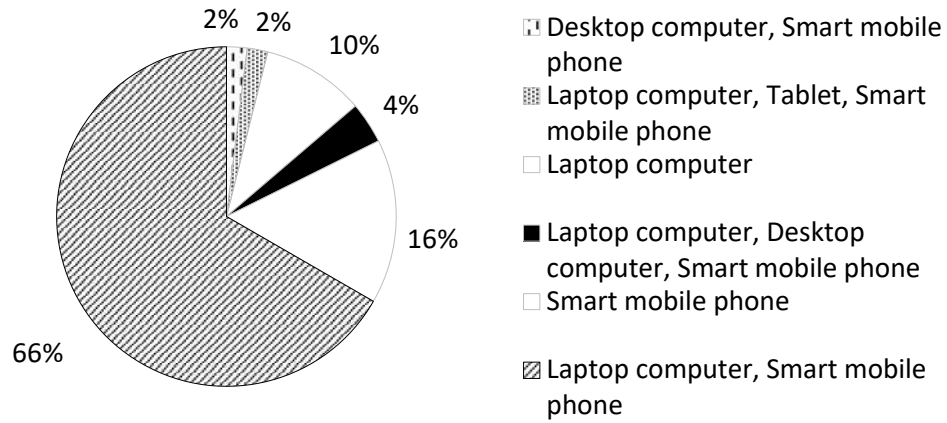 2%
2%
10%
4%
16%
66%
Desktop computer, Smart mobile
phone
Laptop computer, Tablet, Smart
mobile phone
Laptop computer
Laptop computer, Desktop
computer, Smart mobile phone
Smart mobile phone
Laptop computer, Smart mobile
phone